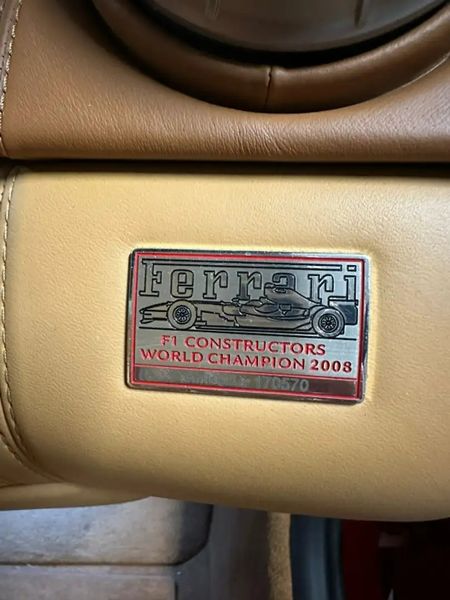 Ferrari
F1 CONSTRUCTORS
WORLD CHAMPION 2008
170570